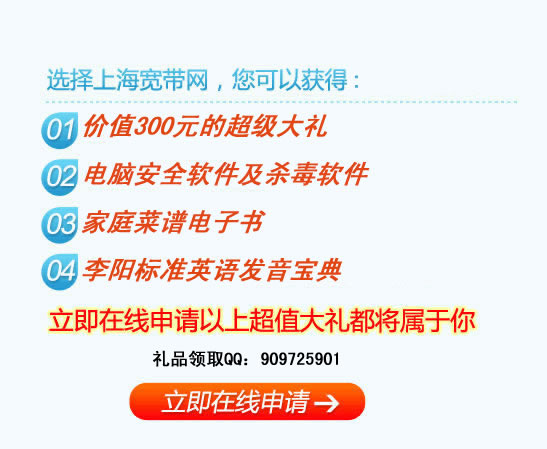 选择上海宽带网，您可以获得：
01 价值300元的超级大礼
02 电脑安全软件及杀毒软件
03 家庭菜谱电子书
04 李阳标准英语发音宝典
立即在线申请以上超值大礼都将属于你
礼品领取QQ：909725901
立即在线申请→